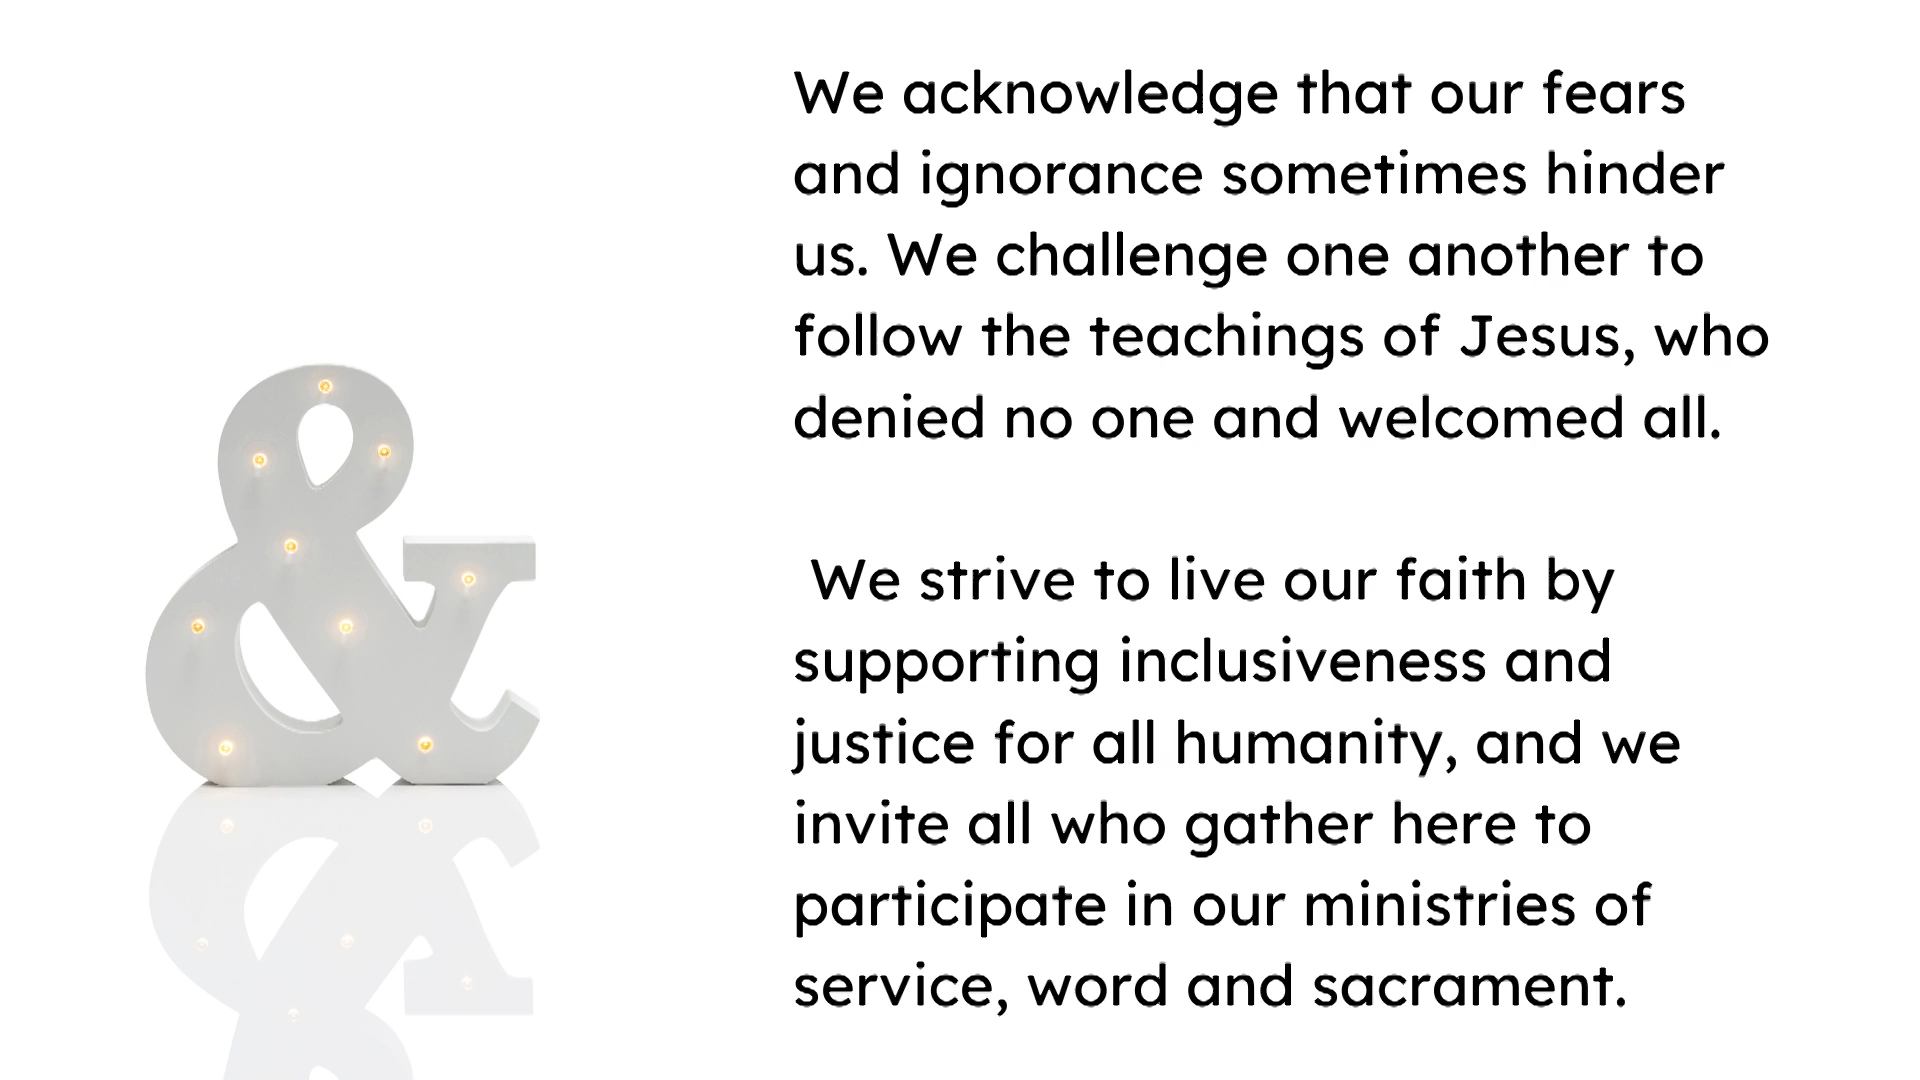 We acknowledge that our fears
and ignorance sometimes hinder
us. We challenge one another to
follow the teachings of Jesus, who
denied no one and welcomed all.
We strive to live our faith by
supporting inclusiveness and
justice for all humanity, and we
invite all who gather here to
participate in our ministries of
service, word and sacrament.
&